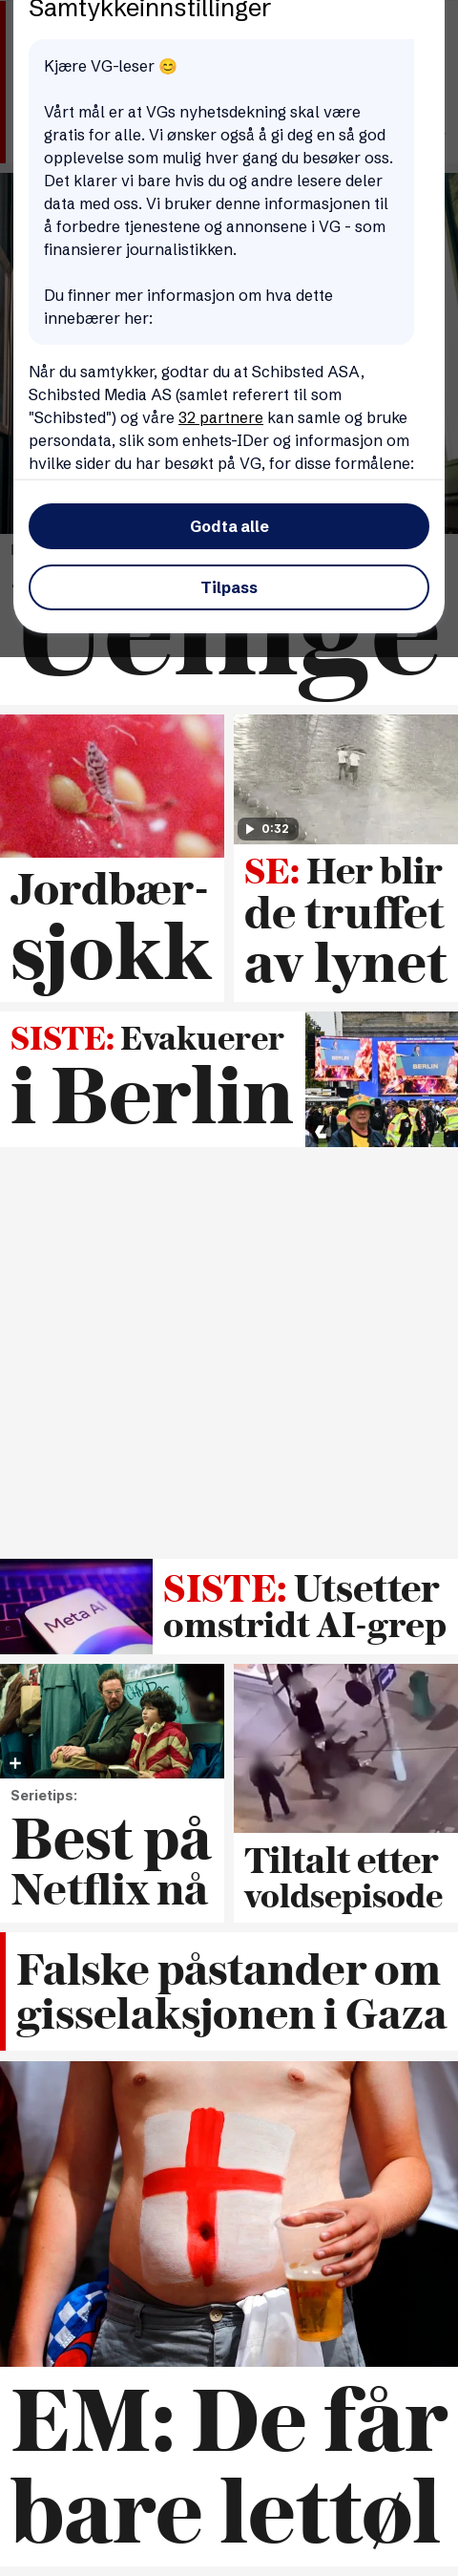 Samtykkeinnstillinger
Kjære VG-leser 😊
Vårt mål er at VGs nyhetsdekning skal være
gratis for alle. Vi ønsker også å gi deg en så god
opplevelse som mulig hver gang du besøker oss.
Det klarer vi bare hvis du og andre lesere deler
data med oss. Vi bruker denne informasjonen til
å forbedre tjenestene og annonsene i VG - som
finansierer journalistikken.
Du finner mer informasjon om hva dette
innebærer her:
Når du samtykker, godtar du at Schibsted ASA,
Schibsted Media AS (samlet referert til som
"Schibsted") og våre 32 partnere kan samle og bruke
persondata, slik som enhets-IDer og informasjon om
hvilke sider du har besøkt på VG, for disse formålene:
Godta alle
Tilpass
Uenige
0:32
Jordbær-
sjokk
SE: Her blir
de truffet
av lynet
SISTE: Evakuerer
i Berlin
BERLIN
BERLIN
Meta AI
SISTE: Utsetter
omstridt AI-grep
Serietips:
Best på
Netflix nå
Tiltalt etter
voldsepisode
Falske påstander om
gisselaksjonen i Gaza
EM: De får
bare lettøl